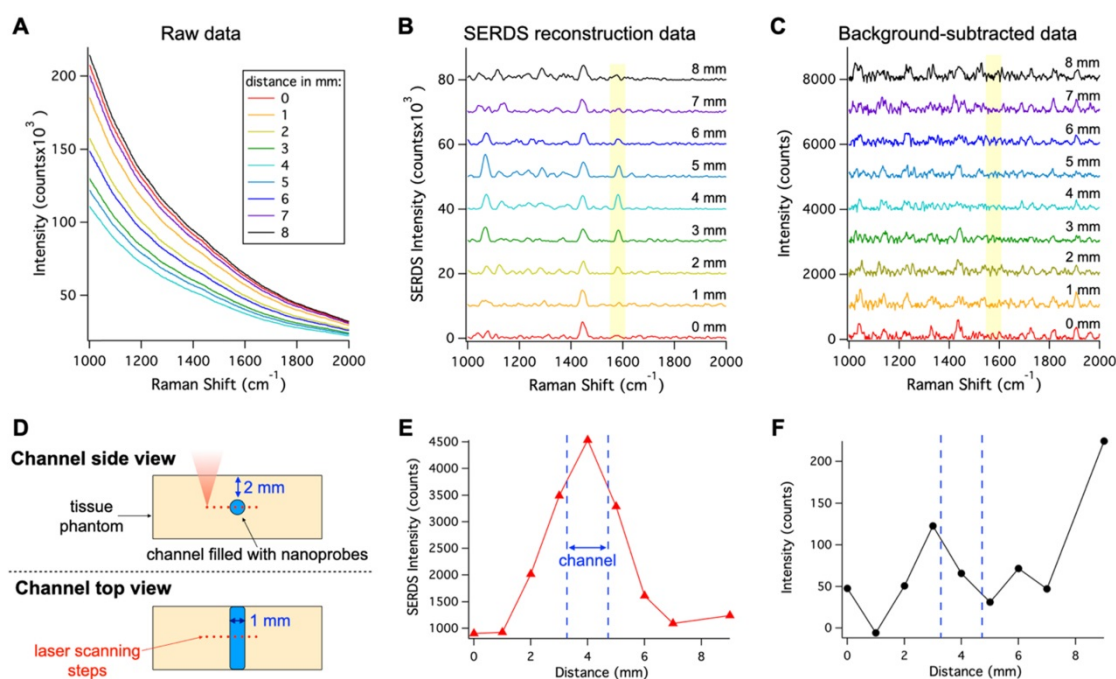 A
Raw data
Intensity (countsx10³)
200
150
100
50
distance in mm:
0
1
2
3
4
5
6
7
8
1000 1200 1400 1600 1800 2000
Raman Shift (cm⁻¹)
B
SERDS reconstruction data
SERDS Intensity (countsx10³)
80
60
40
20
0
8 mm
7 mm
6 mm
5 mm
4 mm
3 mm
2 mm
1 mm
0 mm
1000 1200 1400 1600 1800 2000
Raman Shift (cm⁻¹)
C
Background-subtracted data
Intensity (counts)
8000
6000
4000
2000
0
8 mm
7 mm
6 mm
5 mm
4 mm
3 mm
2 mm
1 mm
0 mm
1000 1200 1400 1600 1800 2000
Raman Shift (cm⁻¹)
D
Channel side view
2 mm
tissue
phantom
channel filled with nanoprobes
Channel top view
1 mm
laser scanning
steps
E
SERDS Intensity (counts)
4500
4000
3500
3000
2500
2000
1500
1000
channel
0 2 4 6 8
Distance (mm)
F
Intensity (counts)
200
150
100
50
0
0 2 4 6 8
Distance (mm)